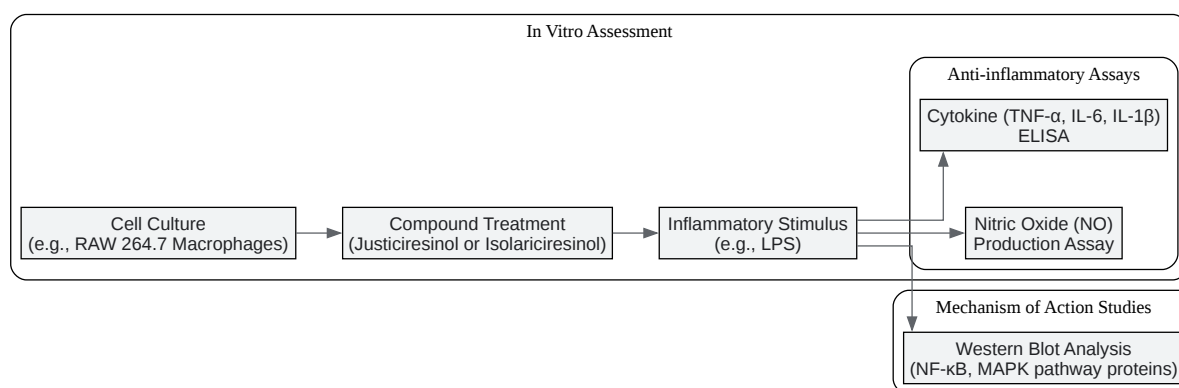 In Vitro Assessment
Anti-inflammatory Assays
Cytokine (TNF-α, IL-6, IL-1β)
ELISA
Cell Culture
(e.g., RAW 264.7 Macrophages)
Compound Treatment
(Justiciresinol or Isolariciresinol)
Inflammatory Stimulus
(e.g., LPS)
Nitric Oxide (NO)
Production Assay
Mechanism of Action Studies
Western Blot Analysis
(NF-κB, MAPK pathway proteins)